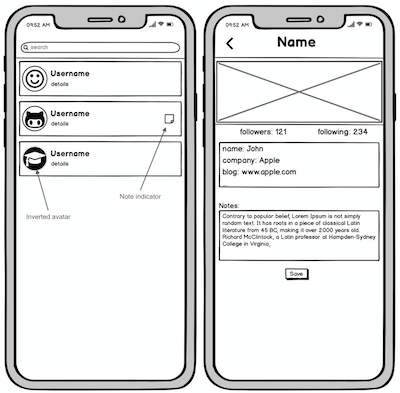 09:52 AM
search
Username
details
Username
details
Username
details
Note indicator
Inverted avatar
09:52 AM
Name
followers: 121
following: 234
name: John
company: Apple
blog: www.apple.com
...
Notes:
Contrary to popular belief, Lorem Ipsum is not simply
random text. It has roots in a piece of classical Latin
literature from 45 BC, making it over 2000 years old.
Richard McClintock, a Latin professor at Hampden-Sydney
College in Virginia,
Save